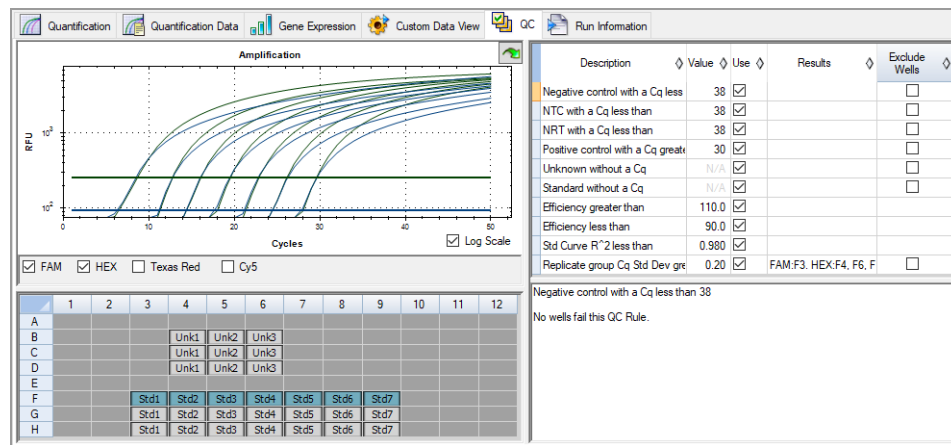 Quantification Quantification Data Gene Expression Custom Data View QC Run Information
Amplification
RFU
10³
10²
0 10 20 30 40 50
Cycles
Log Scale
FAM HEX Texas Red Cy5
1 2 3 4 5 6 7 8 9 10 11 12
A
B Unk1 Unk2 Unk3
C Unk1 Unk2 Unk3
D Unk1 Unk2 Unk3
E
F Std1 Std2 Std3 Std4 Std5 Std6 Std7
G Std1 Std2 Std3 Std4 Std5 Std6 Std7
H Std1 Std2 Std3 Std4 Std5 Std6 Std7
Description Value Use Results Exclude Wells
Negative control with a Cq less 38
NTC with a Cq less than 38
NRT with a Cq less than 38
Positive control with a Cq greate 30
Unknown without a Cq N/A
Standard without a Cq N/A
Efficiency greater than 110.0
Efficiency less than 90.0
Std Curve R^2 less than 0.980
Replicate group Cq Std Dev gre 0.20 FAM:F3. HEX:F4, F6, F
Negative control with a Cq less than 38
No wells fail this QC Rule.